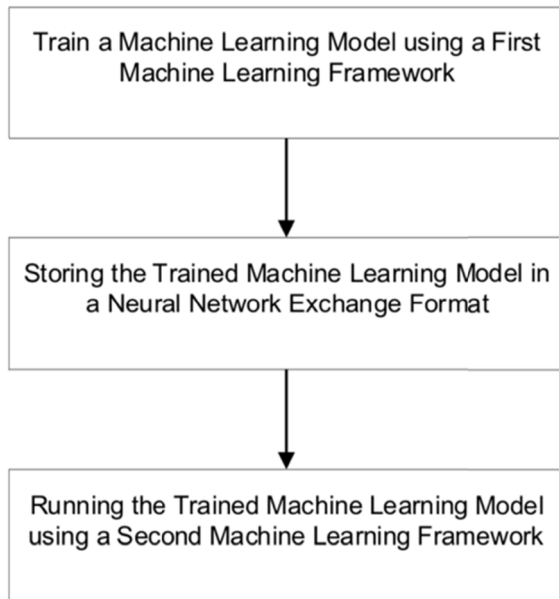 Train a Machine Learning Model using a First
Machine Learning Framework
Storing the Trained Machine Learning Model in
a Neural Network Exchange Format
Running the Trained Machine Learning Model
using a Second Machine Learning Framework